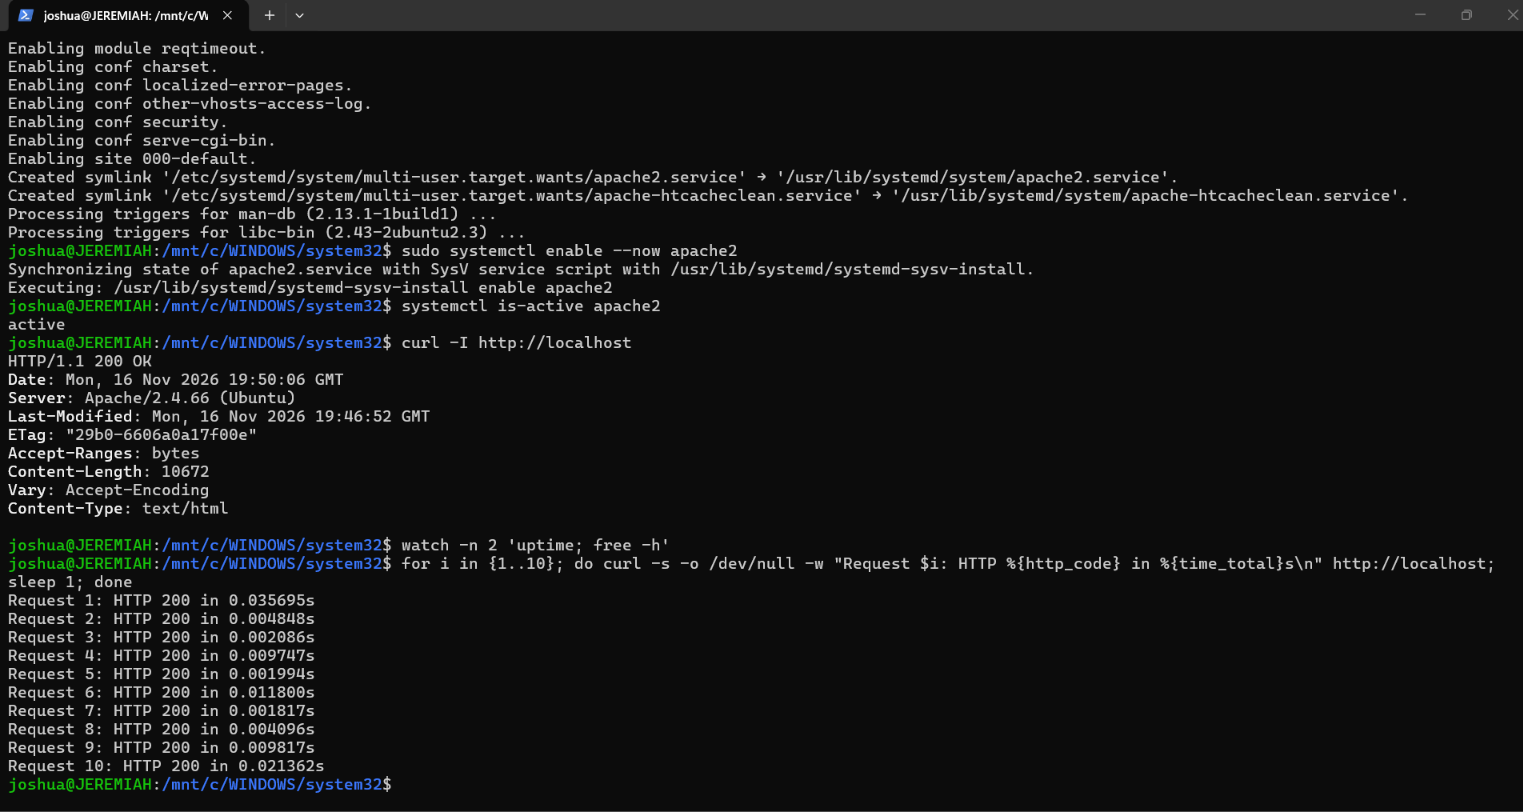 joshua@JEREMIAH: /mnt/c/W
Enabling module reqtimeout.
Enabling conf charset.
Enabling conf localized-error-pages.
Enabling conf other-vhosts-access-log.
Enabling conf security.
Enabling conf serve-cgi-bin.
Enabling site 000-default.
Created symlink '/etc/systemd/system/multi-user.target.wants/apache2.service' → '/usr/lib/systemd/system/apache2.service'.
Created symlink '/etc/systemd/system/multi-user.target.wants/apache-htcacheclean.service' → '/usr/lib/systemd/system/apache-htcacheclean.service'.
Processing triggers for man-db (2.13.1-1build1) ...
Processing triggers for libc-bin (2.43-2ubuntu2.3) ...
joshua@JEREMIAH:/mnt/c/WINDOWS/system32$ sudo systemctl enable --now apache2
Synchronizing state of apache2.service with SysV service script with /usr/lib/systemd/systemd-sysv-install.
Executing: /usr/lib/systemd/systemd-sysv-install enable apache2
joshua@JEREMIAH:/mnt/c/WINDOWS/system32$ systemctl is-active apache2
active
joshua@JEREMIAH:/mnt/c/WINDOWS/system32$ curl -I http://localhost
HTTP/1.1 200 OK
Date: Mon, 16 Nov 2026 19:50:06 GMT
Server: Apache/2.4.66 (Ubuntu)
Last-Modified: Mon, 16 Nov 2026 19:46:52 GMT
ETag: "29b0-6606a0a17f00e"
Accept-Ranges: bytes
Content-Length: 10672
Vary: Accept-Encoding
Content-Type: text/html
joshua@JEREMIAH:/mnt/c/WINDOWS/system32$ watch -n 2 'uptime; free -h'
joshua@JEREMIAH:/mnt/c/WINDOWS/system32$ for i in {1..10}; do curl -s -o /dev/null -w "Request $i: HTTP %{http_code} in %{time_total}s\n" http://localhost;
sleep 1; done
Request 1: HTTP 200 in 0.035695s
Request 2: HTTP 200 in 0.004848s
Request 3: HTTP 200 in 0.002086s
Request 4: HTTP 200 in 0.009747s
Request 5: HTTP 200 in 0.001994s
Request 6: HTTP 200 in 0.011800s
Request 7: HTTP 200 in 0.001817s
Request 8: HTTP 200 in 0.004096s
Request 9: HTTP 200 in 0.009817s
Request 10: HTTP 200 in 0.021362s
joshua@JEREMIAH:/mnt/c/WINDOWS/system32$